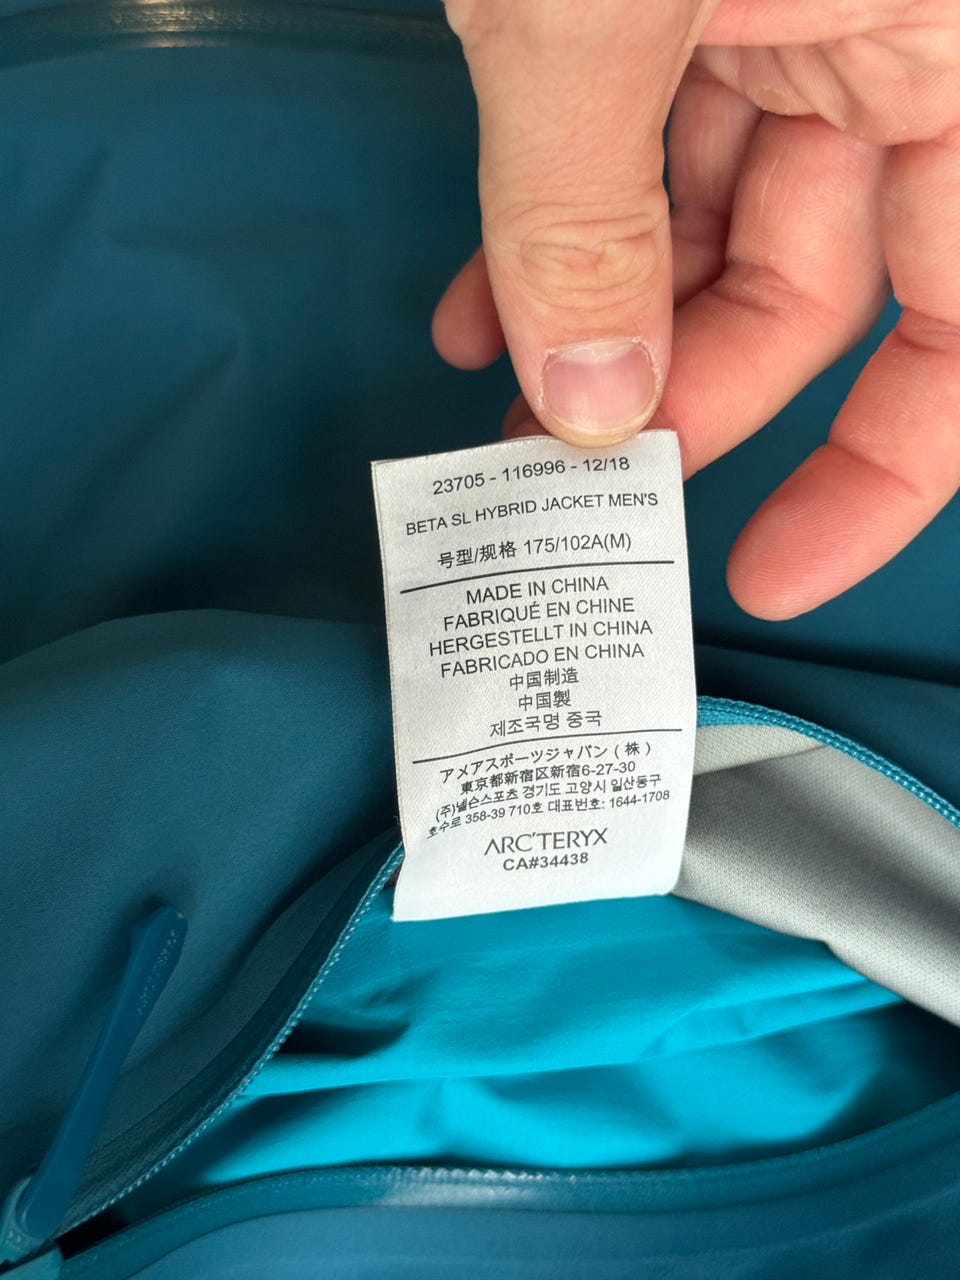 23705 - 116996 - 12/18
BETA SL HYBRID JACKET MEN'S
号型/规格 175/102A(M)
MADE IN CHINA
FABRIQUÉ EN CHINE
HERGESTELLT IN CHINA
FABRICADO EN CHINA
中国制造
中国製
제조국명 중국
アメアスポーツジャパン（株）
東京都新宿区新宿6-27-30
(주)넬슨스포츠 경기도 고양시 일산동구
호수로 358-39 710호 대표번호: 1644-1708
ARC'TERYX
CA#34438